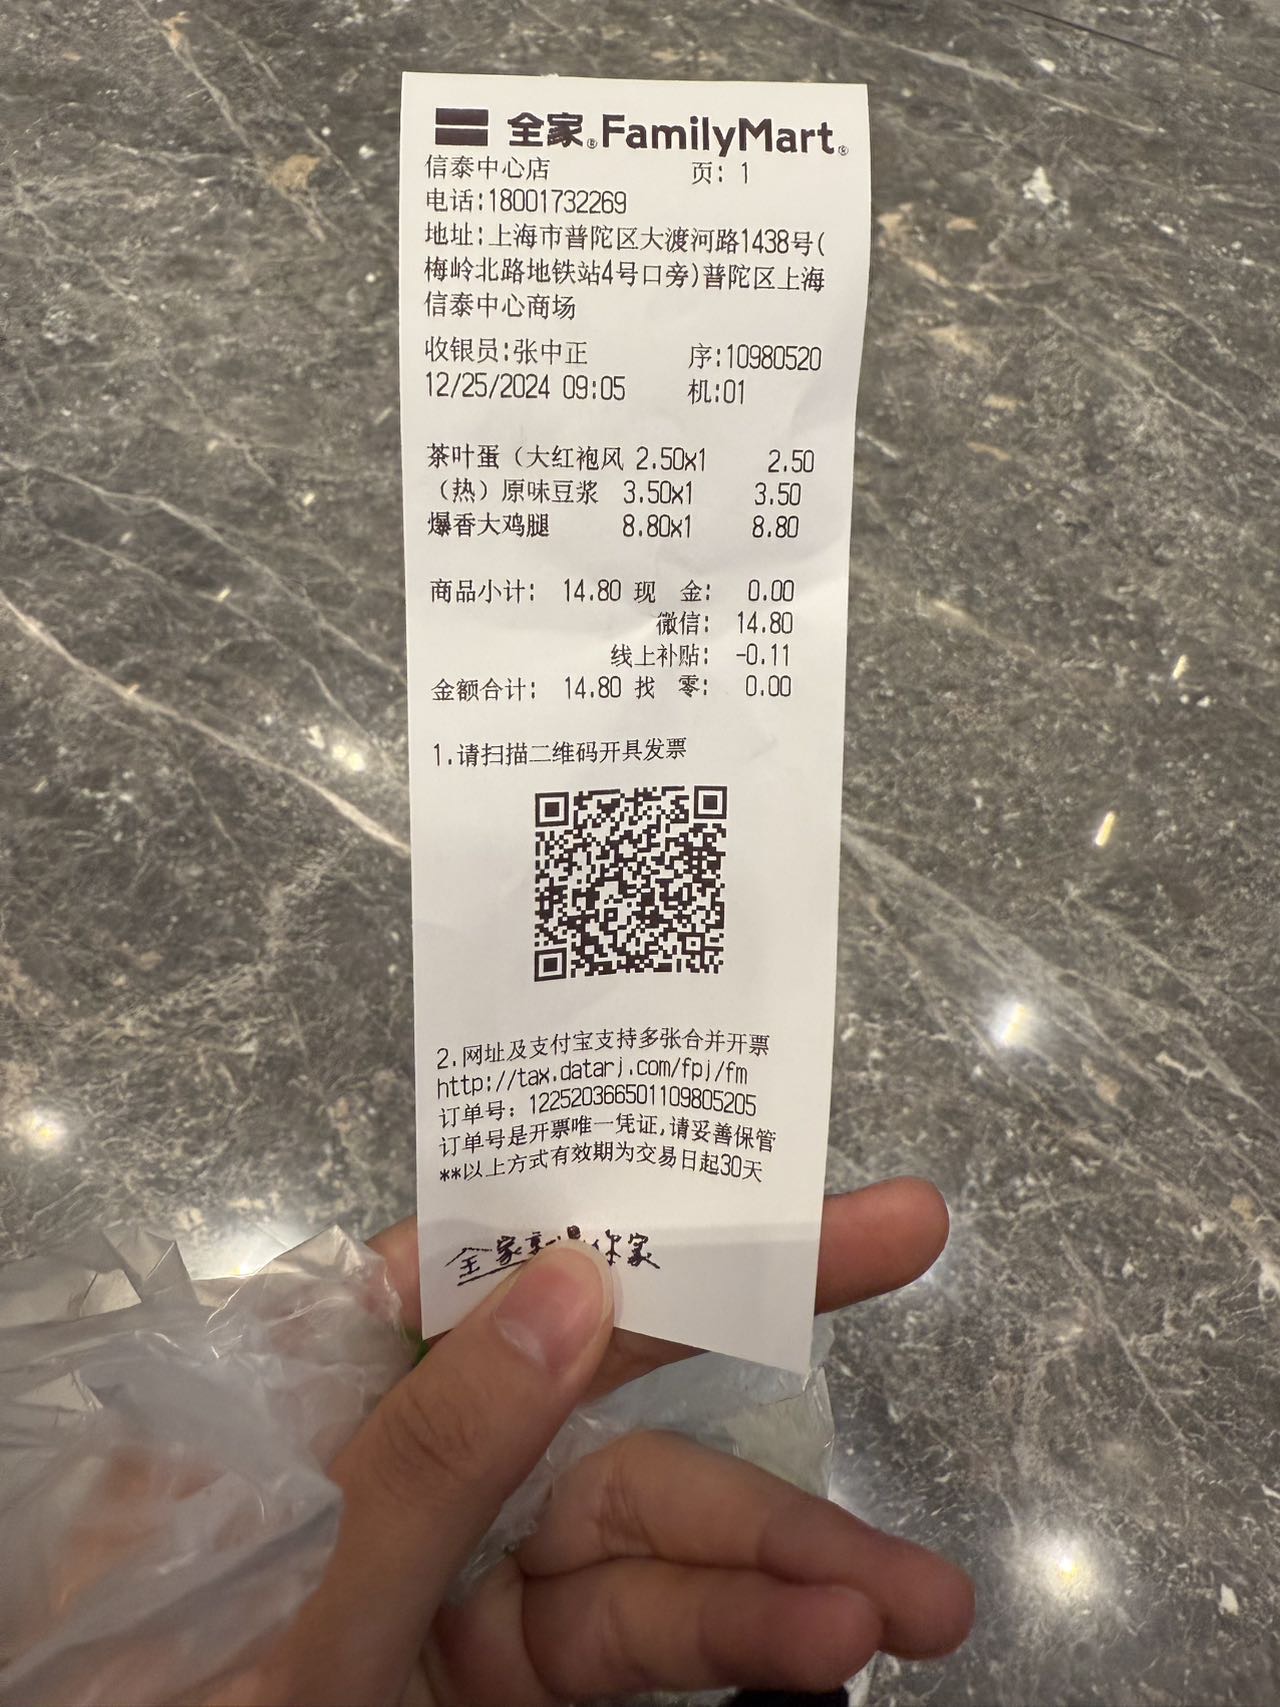 全家® FamilyMart®
信泰中心店 页: 1
电话:18001732269
地址:上海市普陀区大渡河路1438号(
梅岭北路地铁站4号口旁)普陀区上海
信泰中心商场
收银员:张中正 序:10980520
12/25/2024 09:05 机:01
茶叶蛋（大红袍风 2.50x1 2.50
（热）原味豆浆 3.50x1 3.50
爆香大鸡腿 8.80x1 8.80
商品小计: 14.80 现 金: 0.00
微信: 14.80
线上补贴: -0.11
金额合计: 14.80 找 零: 0.00
1.请扫描二维码开具发票
2.网址及支付宝支持多张合并开票
http://tax.datarj.com/fpj/fm
订单号: 122520366501109805205
订单号是开票唯一凭证,请妥善保管
**以上方式有效期为交易日起30天
全家 你家